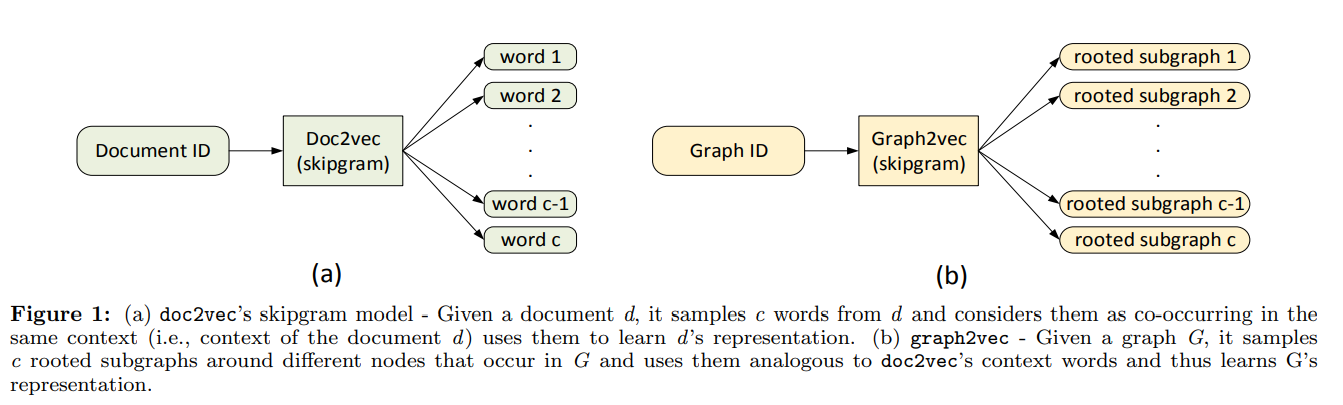 word 1
word 2
Document ID
Doc2vec
(skipgram)
.
.
.
word c-1
word c
(a)
rooted subgraph 1
rooted subgraph 2
Graph ID
Graph2vec
(skipgram)
.
.
.
rooted subgraph c-1
rooted subgraph c
(b)
Figure 1: (a) doc2vec's skipgram model - Given a document d, it samples c words from d and considers them as co-occurring in the
same context (i.e., context of the document d) uses them to learn d's representation. (b) graph2vec - Given a graph G, it samples
c rooted subgraphs around different nodes that occur in G and uses them analogous to doc2vec's context words and thus learns G's
representation.